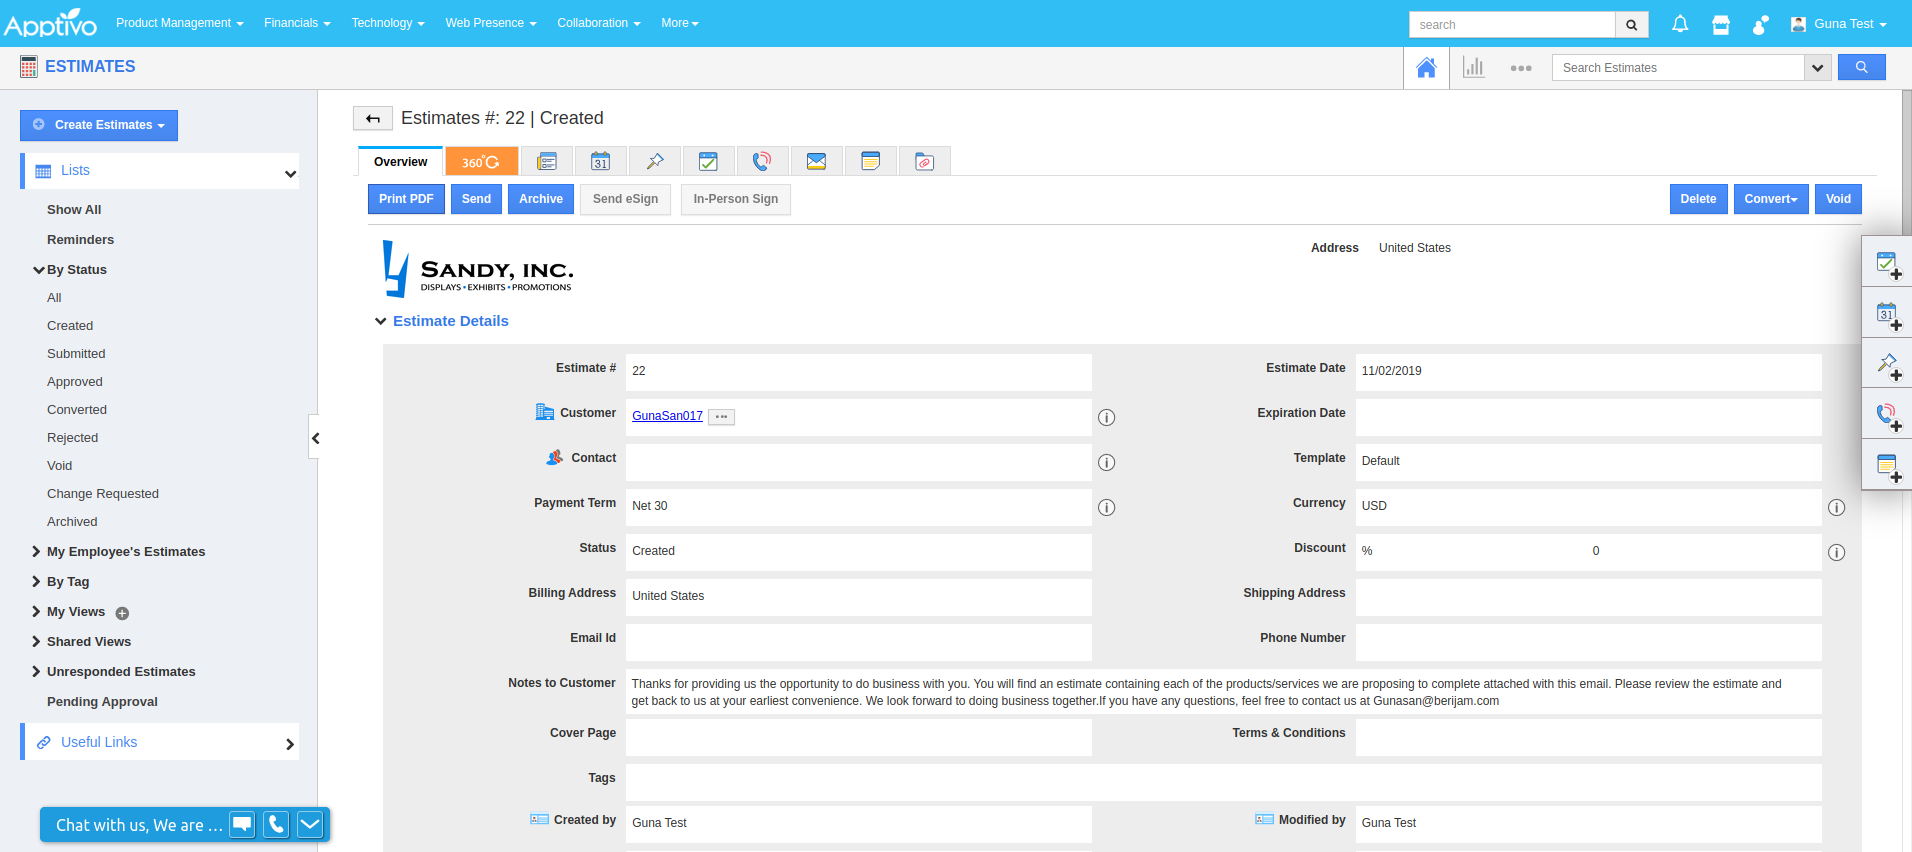 Apptivo
Product Management
Financials
Technology
Web Presence
Collaboration
More
search
Guna Test
ESTIMATES
Search Estimates
Create Estimates
Lists
Show All
Reminders
By Status
All
Created
Submitted
Approved
Converted
Rejected
Void
Change Requested
Archived
My Employee's Estimates
By Tag
My Views
Shared Views
Unresponded Estimates
Pending Approval
Useful Links
Chat with us, We are ...
Estimates #: 22 | Created
Overview
360°
31
Print PDF
Send
Archive
Send eSign
In-Person Sign
Delete
Convert
Void
SANDY, INC.
DISPLAYS • EXHIBITS • PROMOTIONS
Address United States
Estimate Details
Estimate # 22
Estimate Date 11/02/2019
Customer GunaSan017
Expiration Date
Contact
Template Default
Payment Term Net 30
Currency USD
Status Created
Discount % 0
Billing Address United States
Shipping Address
Email Id
Phone Number
Notes to Customer Thanks for providing us the opportunity to do business with you. You will find an estimate containing each of the products/services we are proposing to complete attached with this email. Please review the estimate and
get back to us at your earliest convenience. We look forward to doing business together.If you have any questions, feel free to contact us at Gunasan@berijam.com
Cover Page
Terms & Conditions
Tags
Created by Guna Test
Modified by Guna Test
31